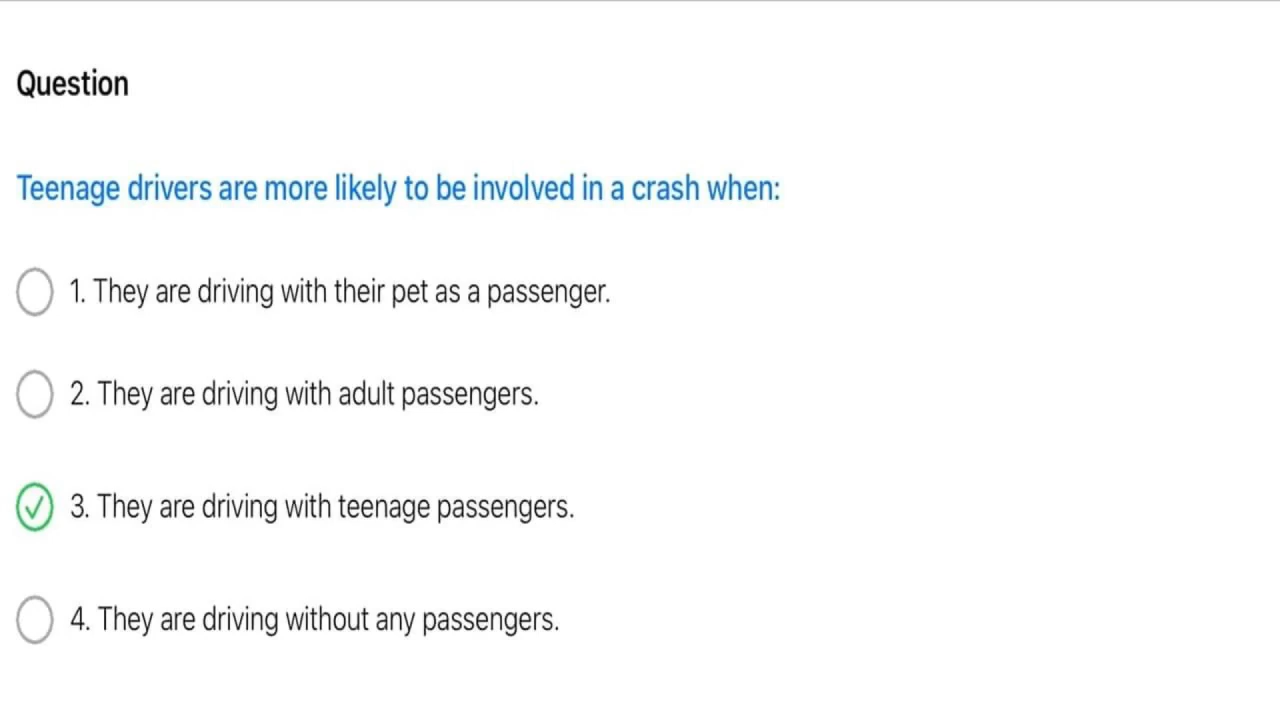 Question
Teenage drivers are more likely to be involved in a crash when:
1. They are driving with their pet as a passenger.
2. They are driving with adult passengers.
3. They are driving with teenage passengers.
4. They are driving without any passengers.